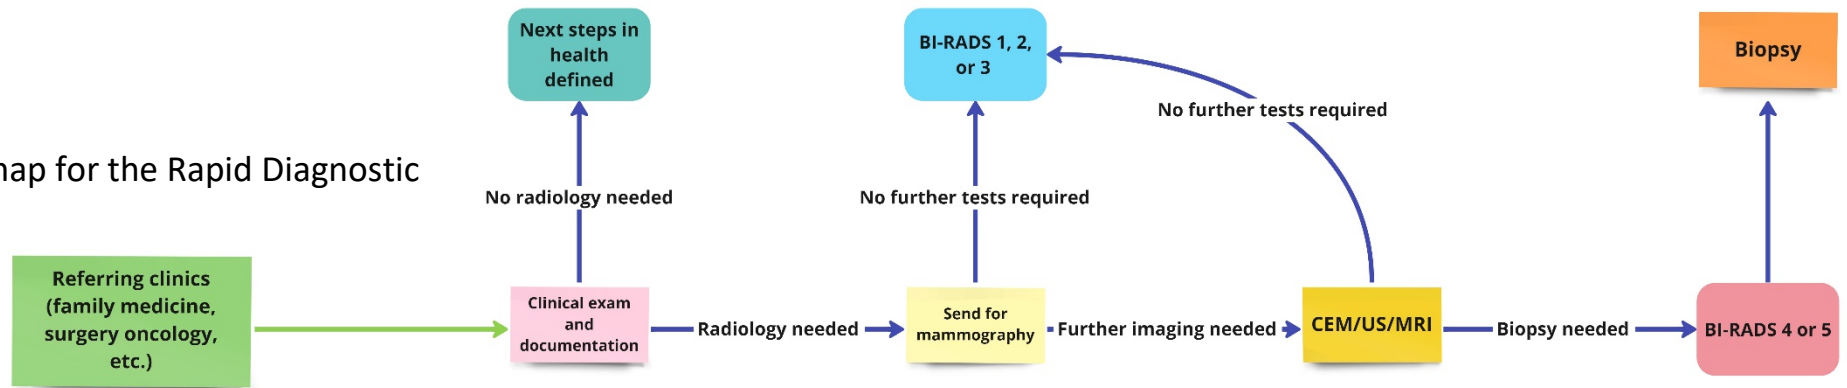 Next steps in
health
defined
BI-RADS 1, 2,
or 3
Biopsy
No further tests required
for the Rapid Diagnostic
No radiology needed
No further tests required
Referring clinics
(family medicine,
surgery oncology,
etc.)
Clinical exam
and
documentation
Radiology needed
Send for
mammography
Further imaging needed
CEM/US/MRI
Biopsy needed
BI-RADS 4 or 5